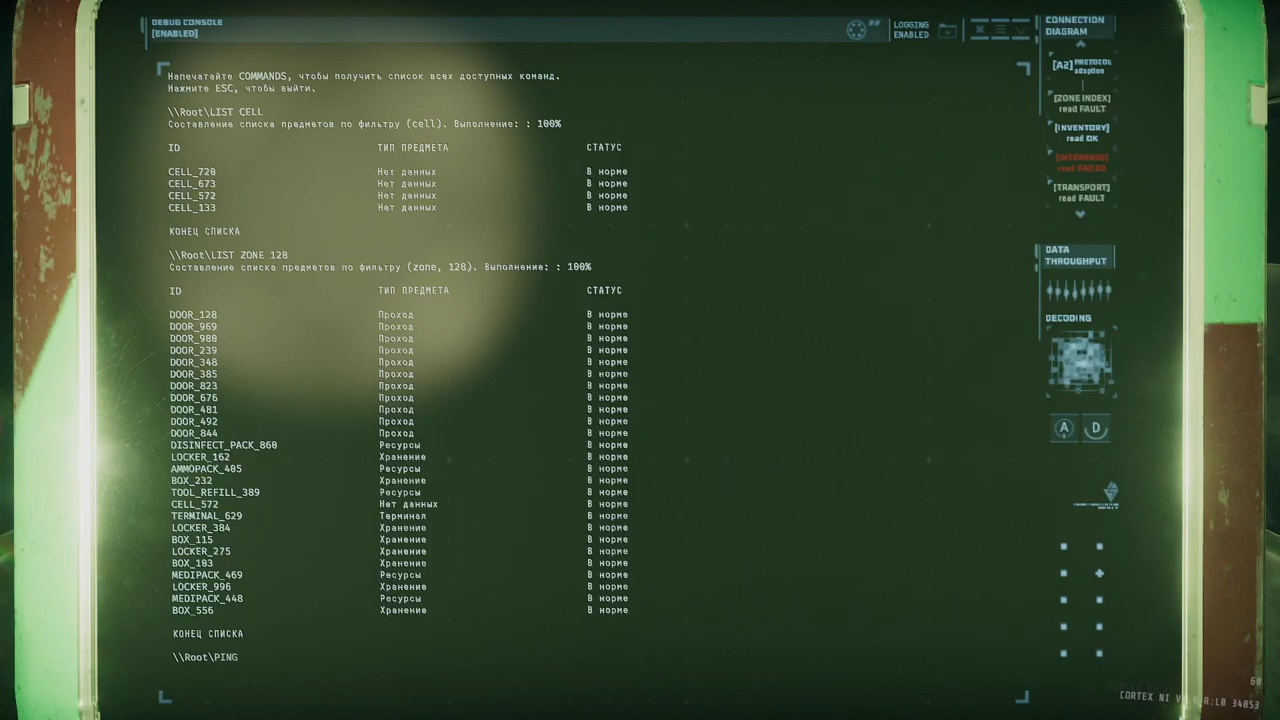 DEBUG CONSOLE
[ENABLED]
LOGGING
ENABLED
CONNECTION
DIAGRAM
[A2] PROTOCOL
adaption
[ZONE INDEX]
read FAULT
[INVENTORY]
read OK
read FAILED
[TRANSPORT]
read FAULT
DATA
THROUGHPUT
DECODING
A D
Напечатайте COMMANDS, чтобы получить список всех доступных команд.
Нажмите ESC, чтобы выйти.
\\Root\LIST CELL
Составление списка предметов по фильтру (cell). Выполнение: : 100%
ID ТИП ПРЕДМЕТА СТАТУС
CELL_720 Нет данных В норме
CELL_673 Нет данных В норме
CELL_572 Нет данных В норме
CELL_133 Нет данных В норме
КОНЕЦ СПИСКА
\\Root\LIST ZONE 128
Составление списка предметов по фильтру (zone, 128). Выполнение: : 100%
ID ТИП ПРЕДМЕТА СТАТУС
DOOR_128 Проход В норме
DOOR_969 Проход В норме
DOOR_980 Проход В норме
DOOR_239 Проход В норме
DOOR_348 Проход В норме
DOOR_385 Проход В норме
DOOR_823 Проход В норме
DOOR_676 Проход В норме
DOOR_481 Проход В норме
DOOR_492 Проход В норме
DOOR_844 Проход В норме
DISINFECT_PACK_860 Ресурсы В норме
LOCKER_162 Хранение В норме
AMMOPACK_405 Ресурсы В норме
BOX_232 Хранение В норме
TOOL_REFILL_389 Ресурсы В норме
CELL_572 Нет данных В норме
TERMINAL_629 Терминал В норме
LOCKER_384 Хранение В норме
BOX_115 Хранение В норме
LOCKER_275 Хранение В норме
BOX_103 Хранение В норме
MEDIPACK_469 Ресурсы В норме
LOCKER_996 Хранение В норме
MEDIPACK_448 Ресурсы В норме
BOX_556 Хранение В норме
КОНЕЦ СПИСКА
\\Root\PING
60
CORTEX NI R:L0 34853